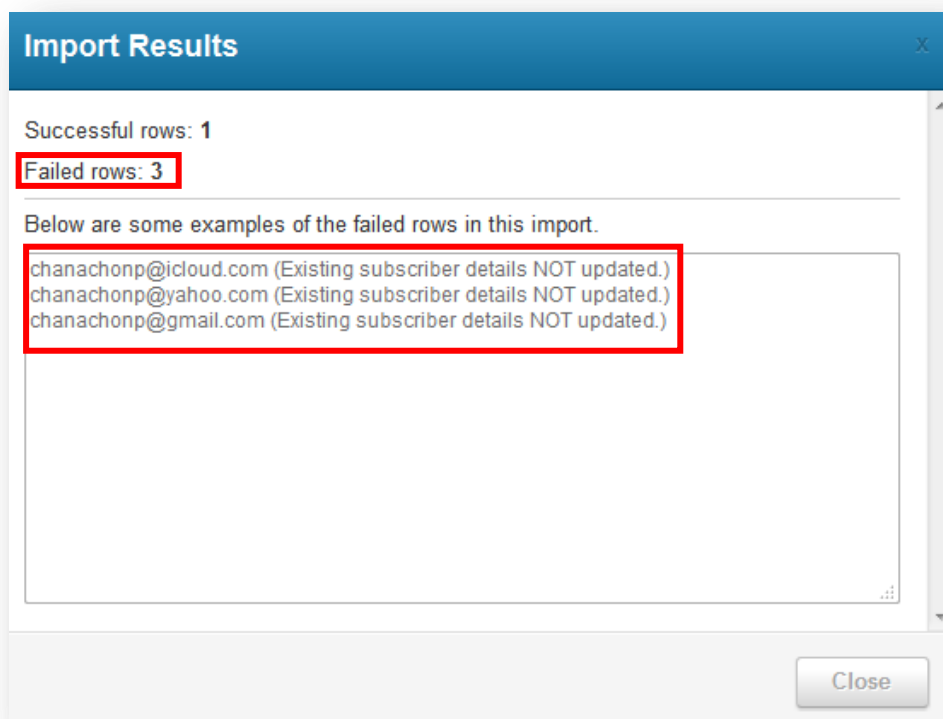 Import Results
x
Successful rows: 1
Failed rows: 3
Below are some examples of the failed rows in this import.
chanachonp@icloud.com (Existing subscriber details NOT updated.)
chanachonp@yahoo.com (Existing subscriber details NOT updated.)
chanachonp@gmail.com (Existing subscriber details NOT updated.)
Close